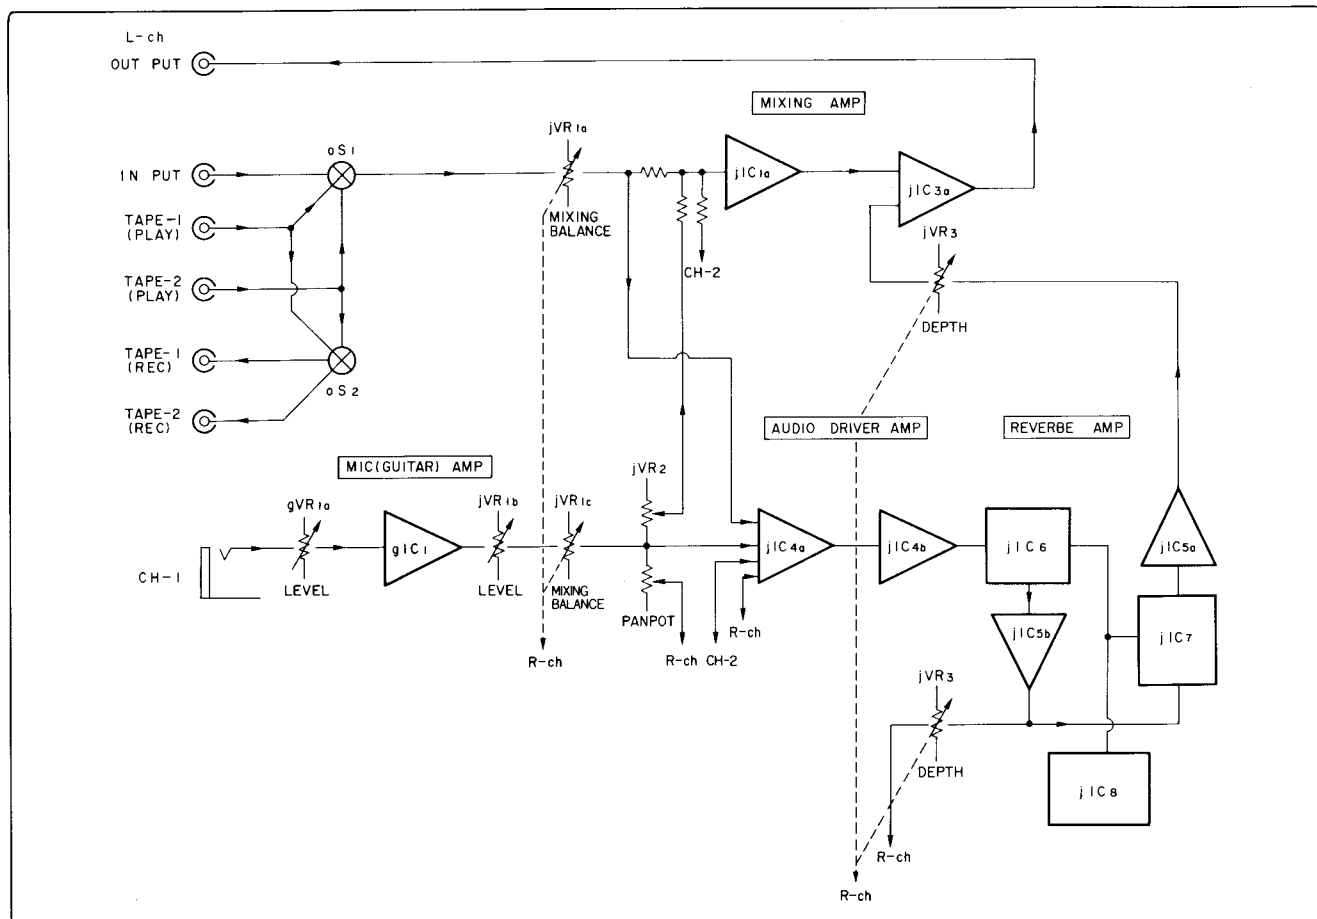 L-ch
OUT PUT
MIXING AMP
jVR1a
oS1
IN PUT
jIC1a
jIC3a
TAPE-1
(PLAY)
MIXING
BALANCE
jVR3
CH-2
TAPE-2
(PLAY)
DEPTH
TAPE-1
(REC)
oS2
TAPE-2
(REC)
AUDIO DRIVER AMP
REVERBE AMP
MIC(GUITAR) AMP
jVR2
gVR1a
jVR1b
jVR1c
gIC1
jIC4a
jIC4b
jIC6
jIC5a
CH-1
LEVEL
LEVEL
MIXING
BALANCE
PANPOT
R-ch
jIC5b
jIC7
R-ch
R-ch
CH-2
jVR3
DEPTH
jIC8
R-ch
R-ch